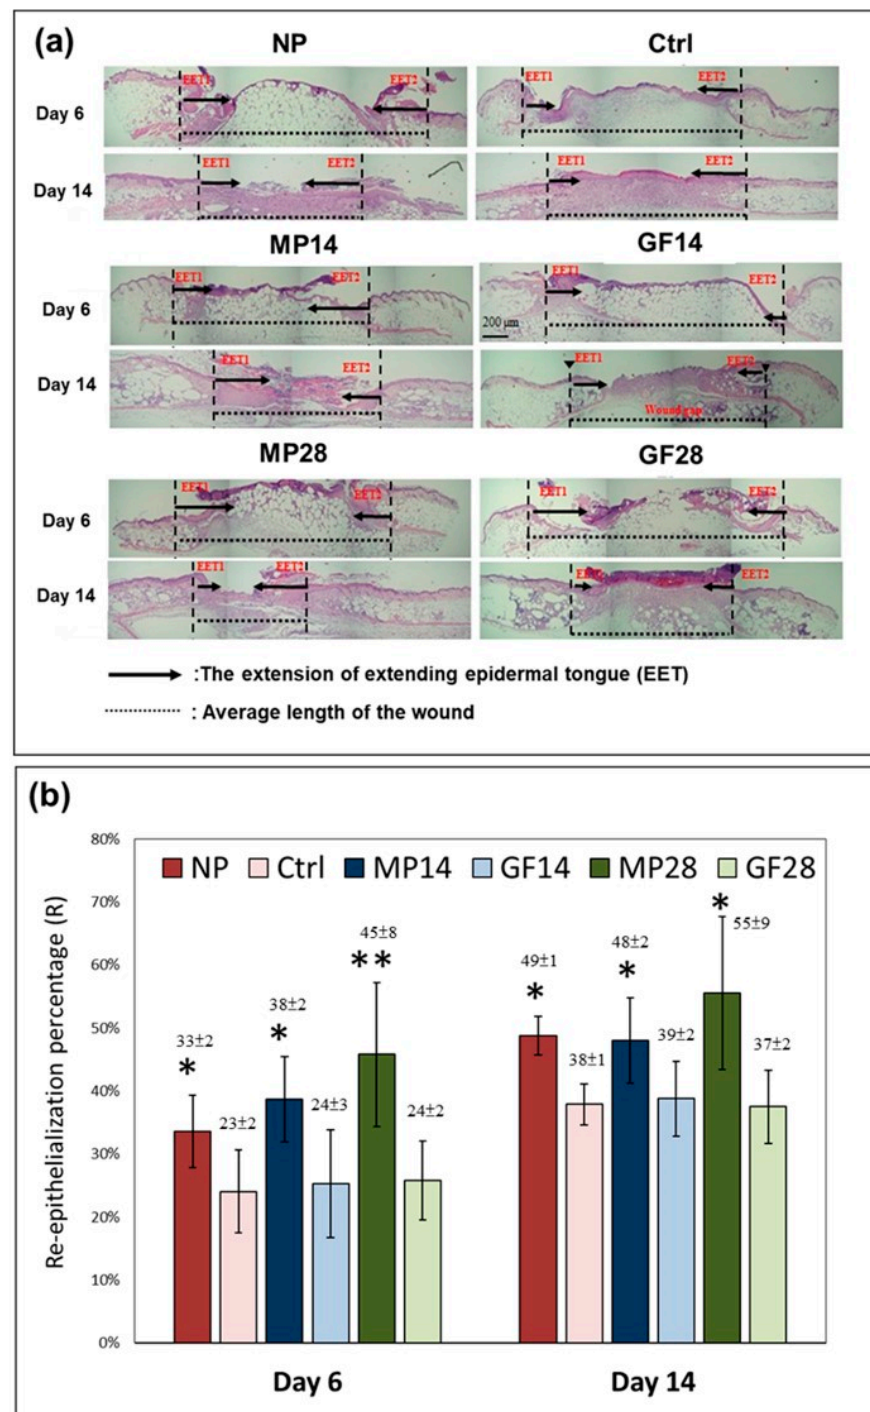 (a)
NP Ctrl
Day 6 EET1 EET2 EET1 EET2
Day 14 EET1 EET2 EET1 EET2
MP14 GF14
Day 6 EET1 EET2 EET1 EET2
200 µm
Day 14 EET1 EET2 EET1 EET2
Wound gap
MP28 GF28
Day 6 EET1 EET2 EET1 EET2
Day 14 EET1 EET2 EET2
:The extension of extending epidermal tongue (EET)
: Average length of the wound
(b)
Re-epithelialization percentage (R)
80%
70%
60%
50%
40%
30%
20%
10%
0%
NP Ctrl MP14 GF14 MP28 GF28
33±2
*
23±2
38±2
*
24±3
45±8
**
24±2
49±1
*
38±1
48±2
*
39±2
*
55±9
37±2
Day 6 Day 14